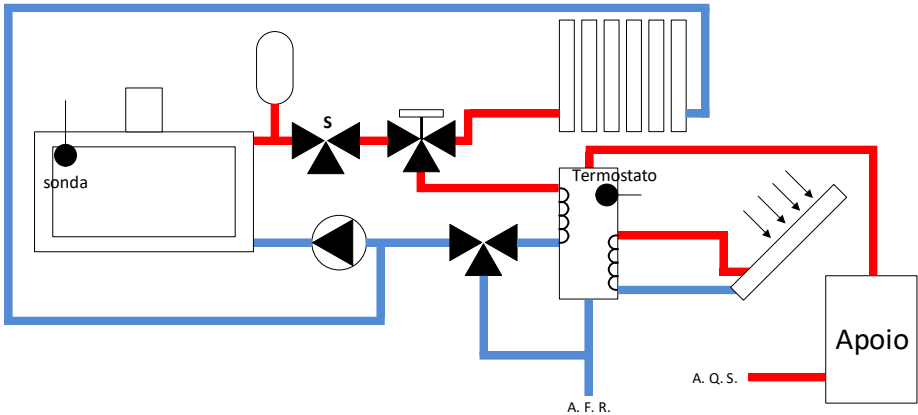 S
sonda
Termostato
Apoio
A. Q. S.
A. F. R.